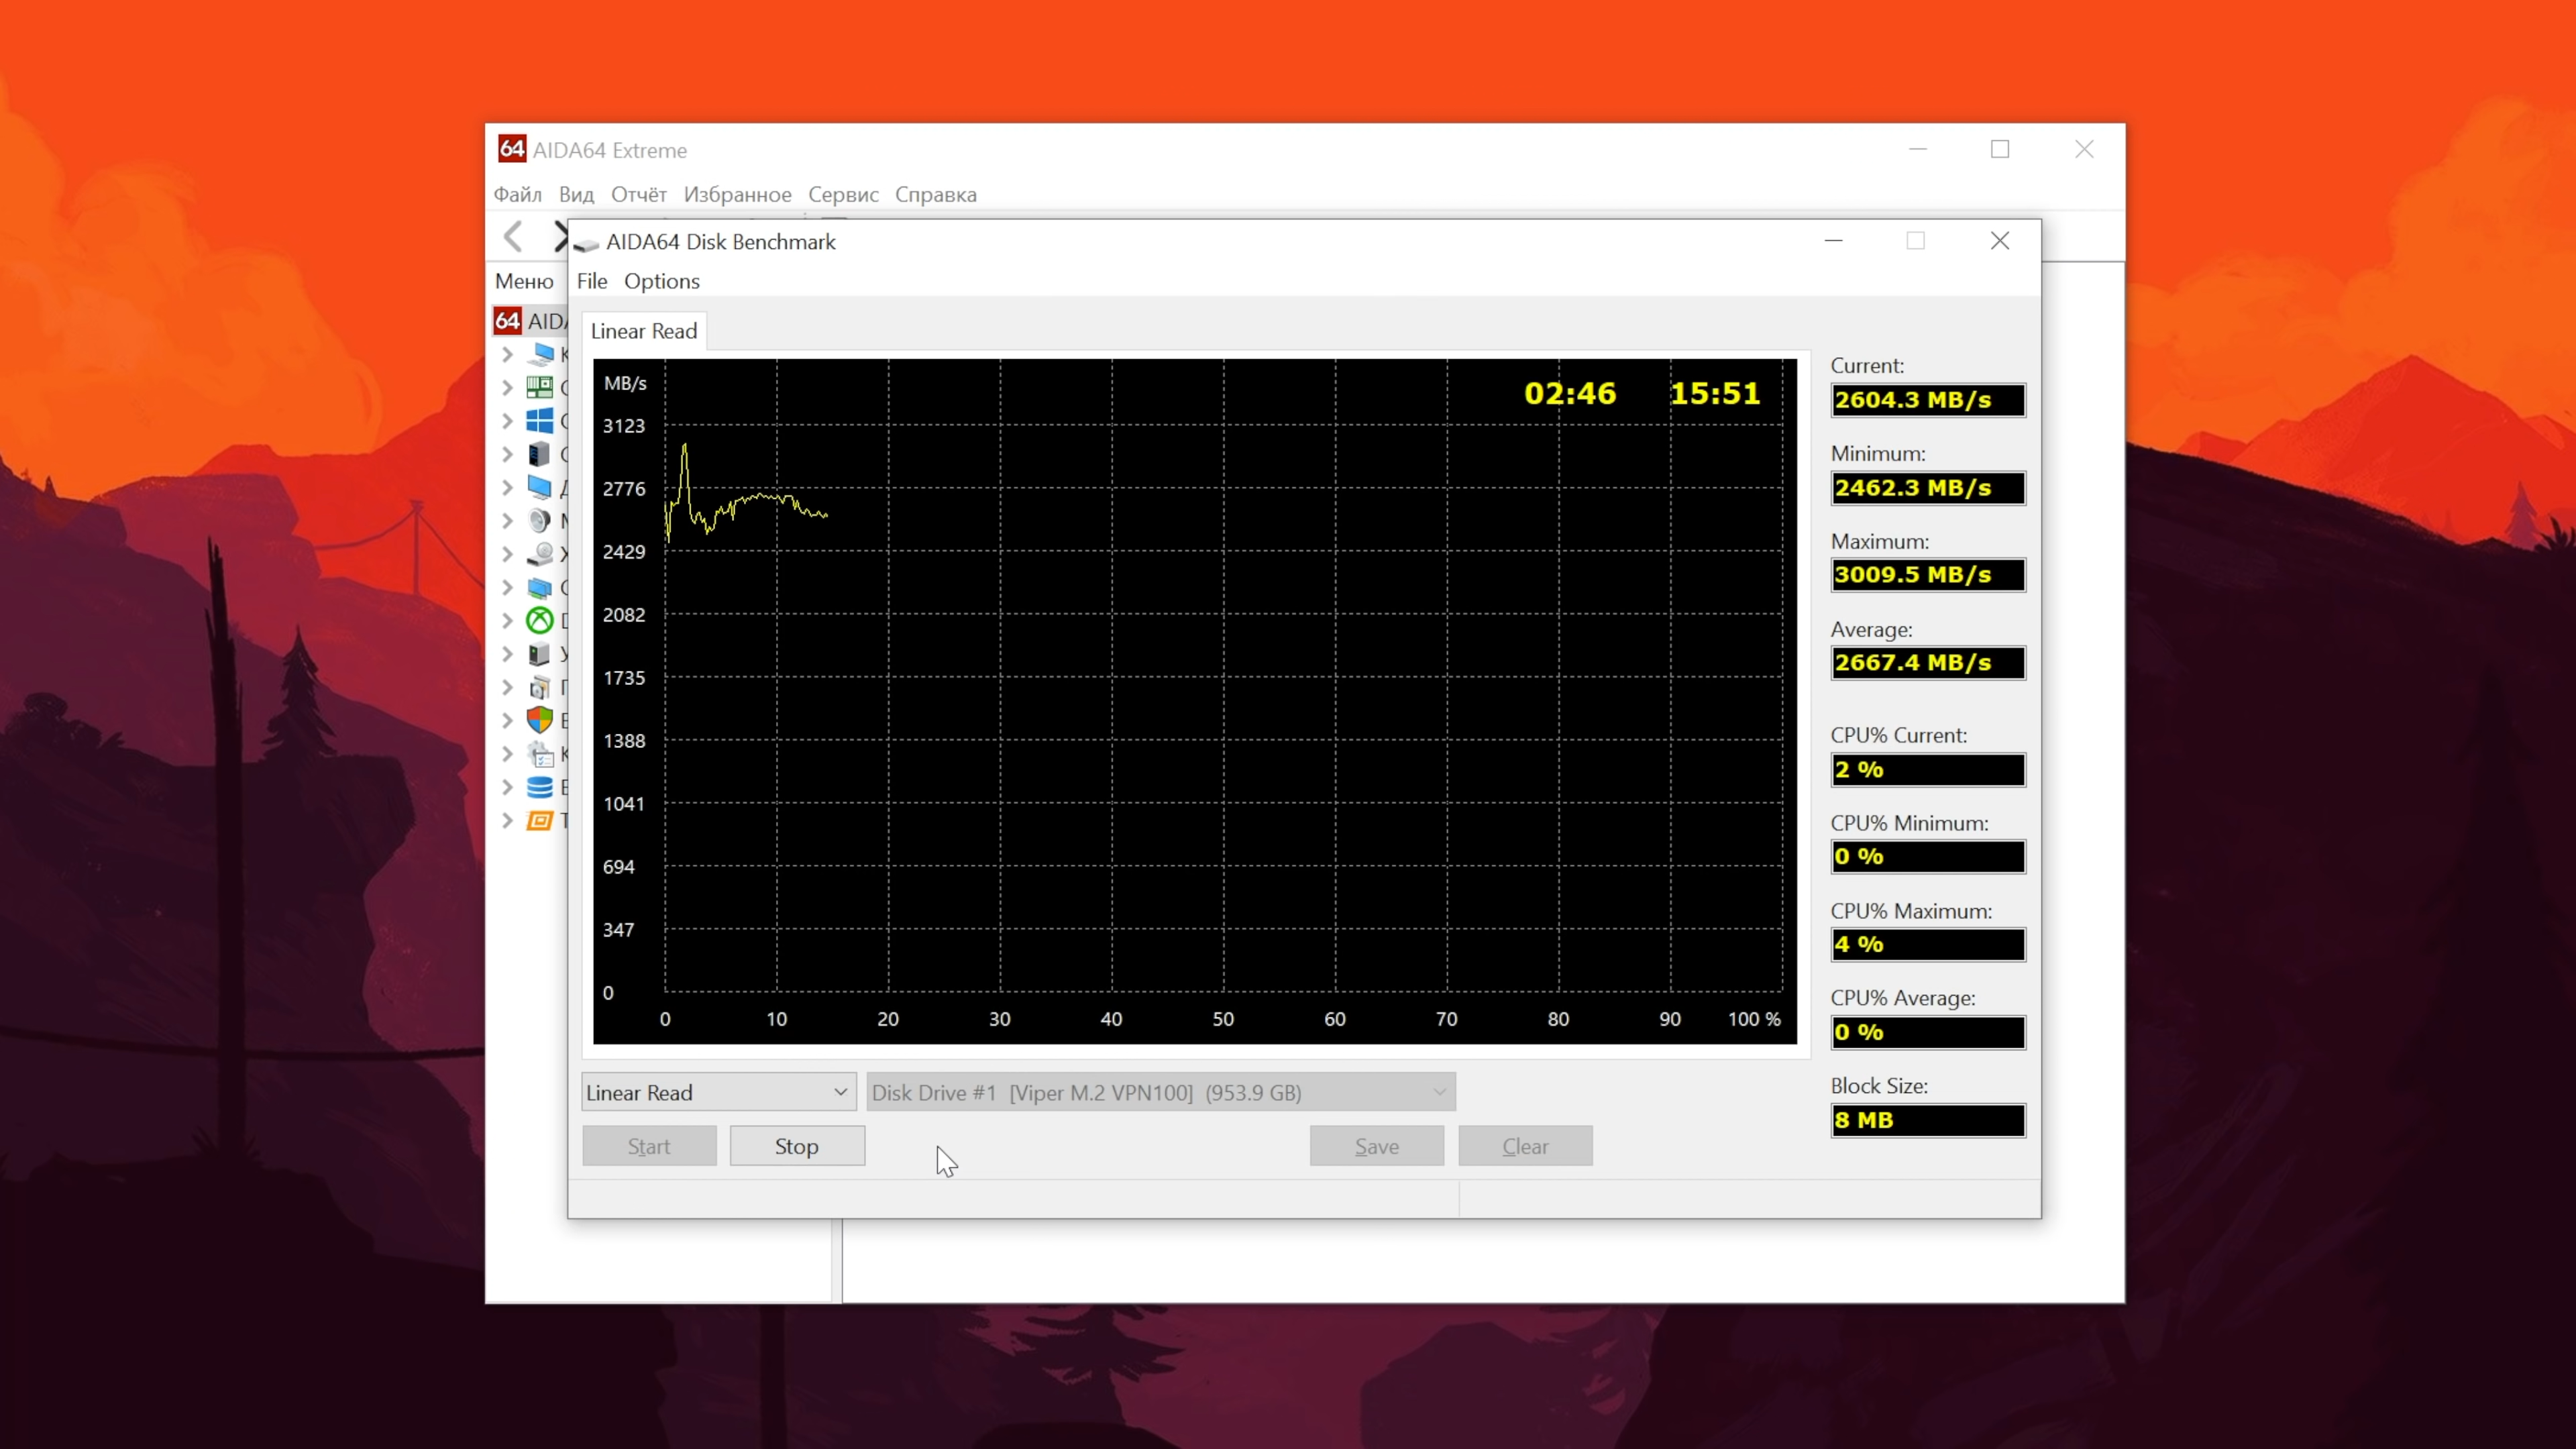 64 AIDA64 Extreme
Файл Вид Отчёт Избранное Сервис Справка
AIDA64 Disk Benchmark
Меню
File Options
64
Linear Read
MB/s
02:46 15:51
3123
2776
2429
2082
1735
1388
1041
694
347
0
0 10 20 30 40 50 60 70 80 90 100 %
Current:
2604.3 MB/s
Minimum:
2462.3 MB/s
Maximum:
3009.5 MB/s
Average:
2667.4 MB/s
CPU% Current:
2 %
CPU% Minimum:
0 %
CPU% Maximum:
4 %
CPU% Average:
0 %
Block Size:
8 MB
Linear Read
Disk Drive #1 [Viper M.2 VPN100] (953.9 GB)
Start Stop Save Clear